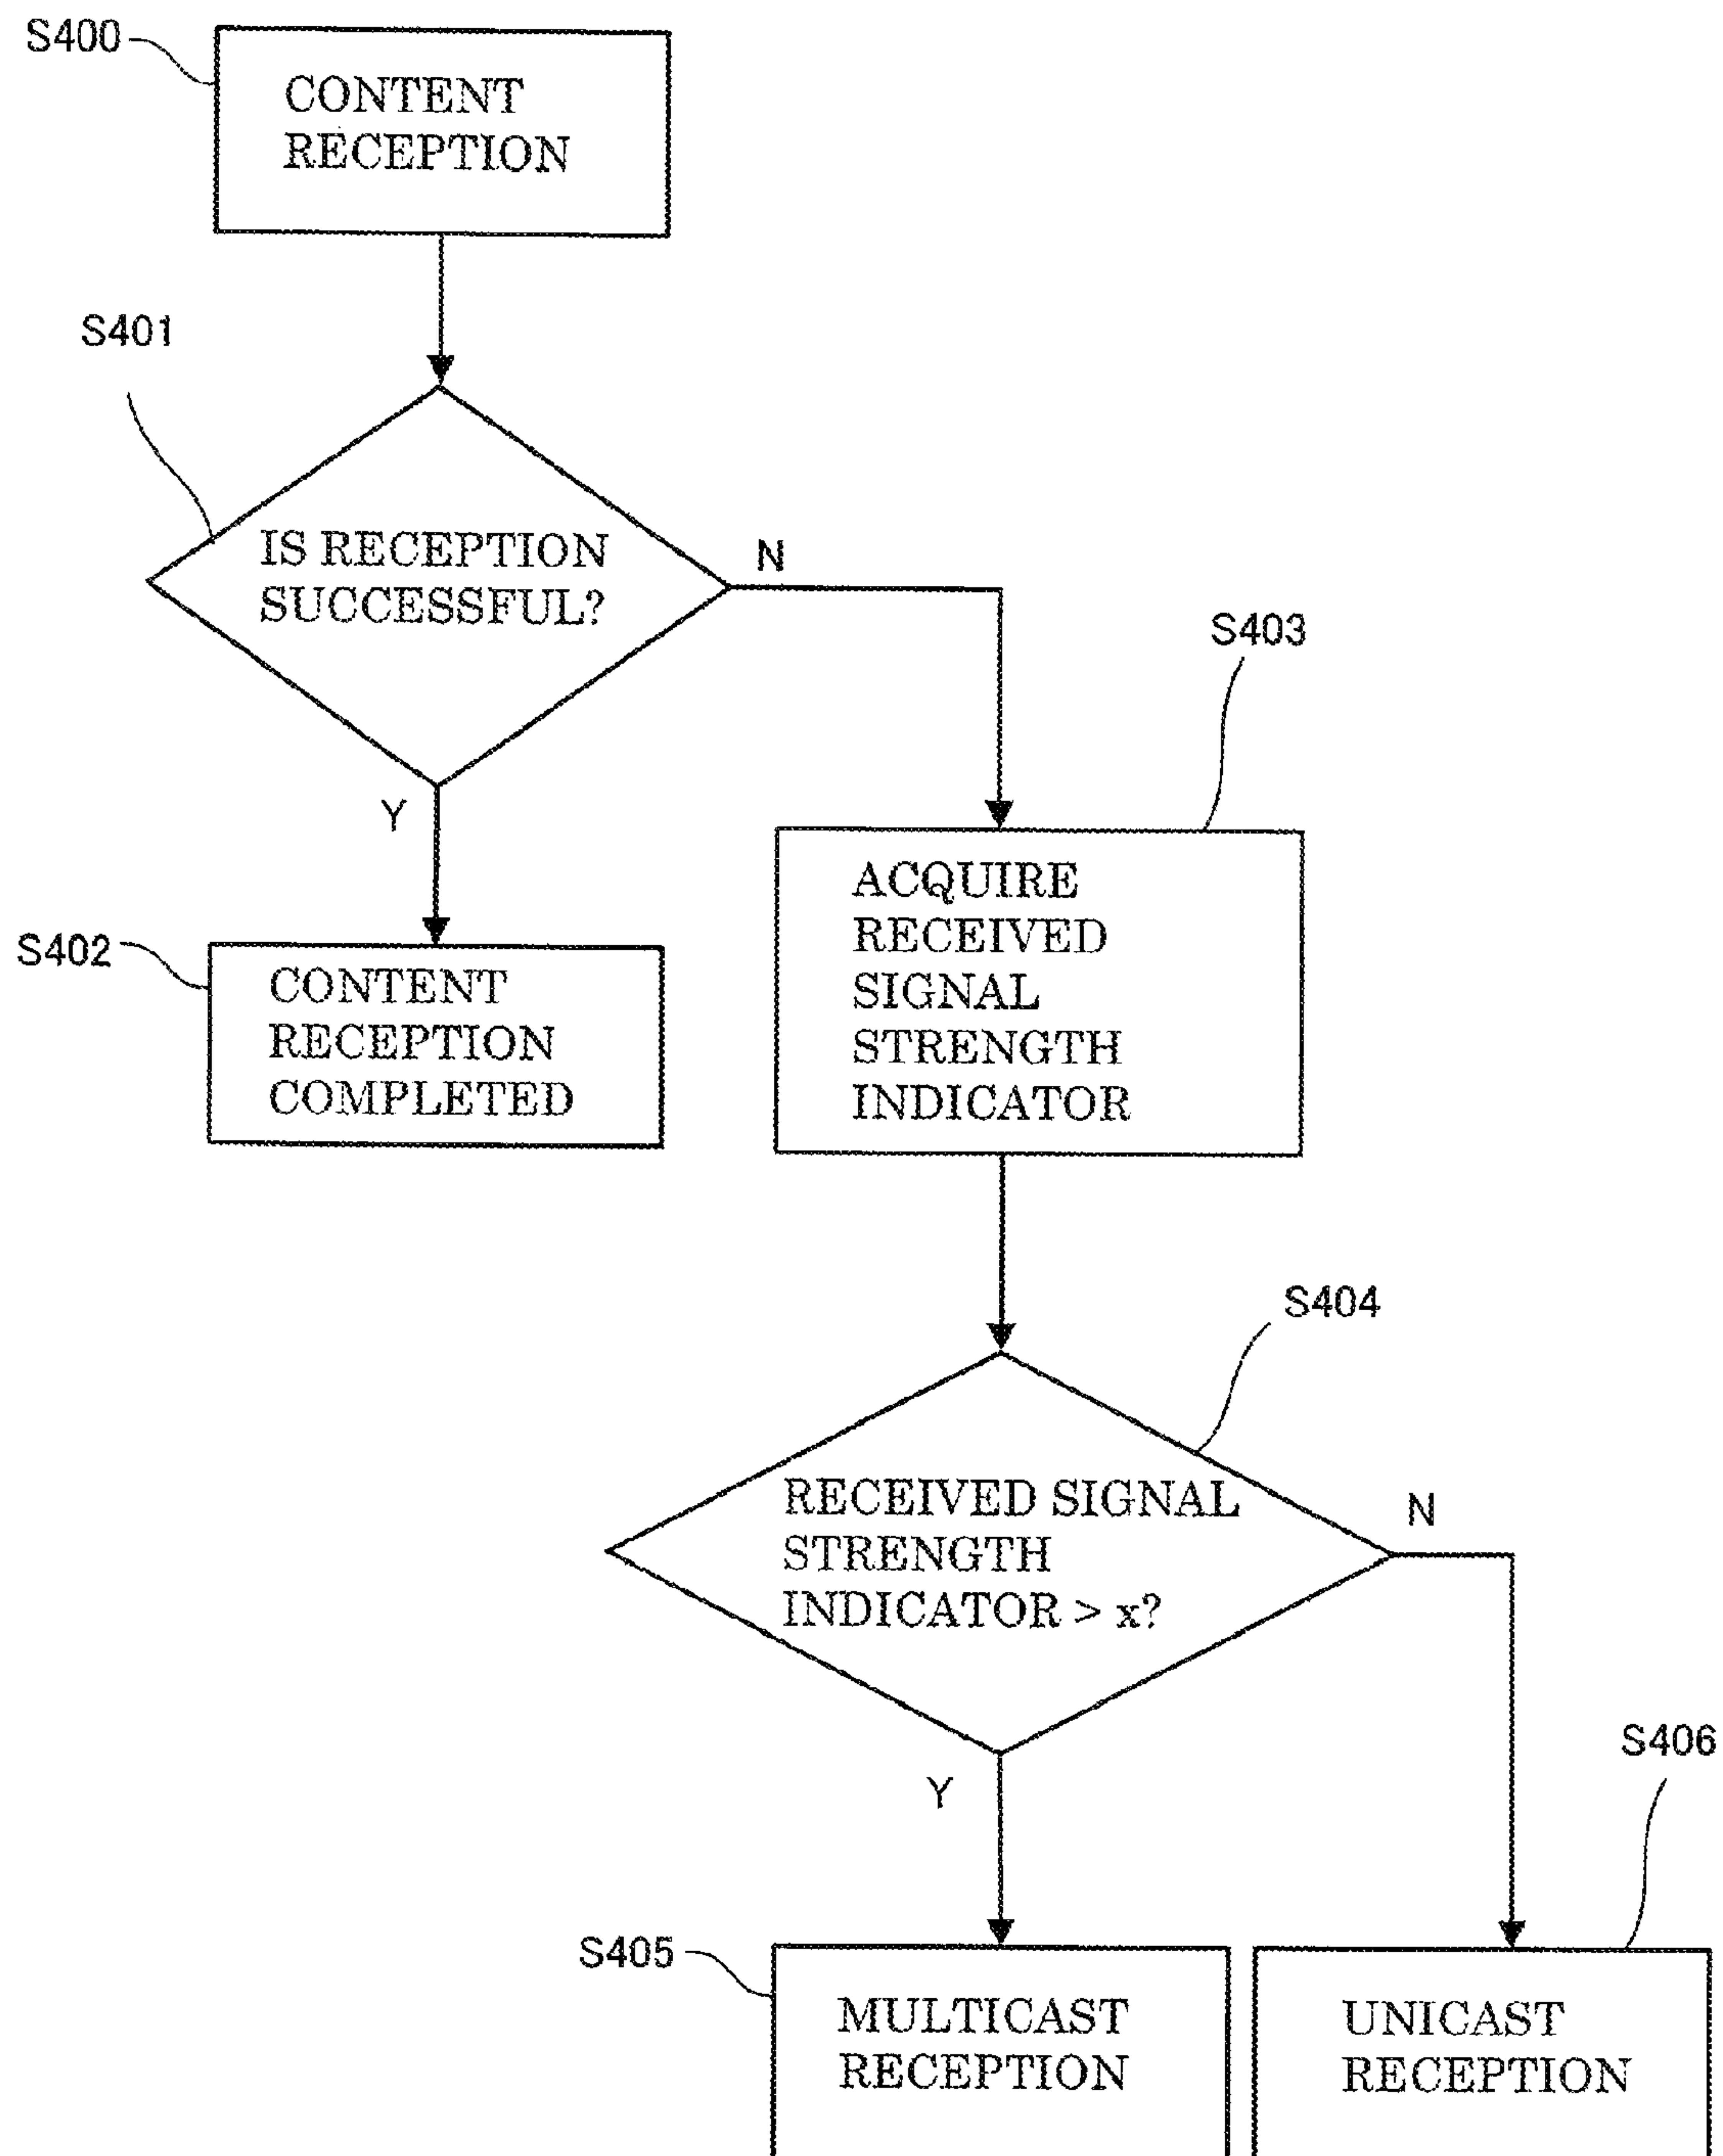 S400
CONTENT
RECEPTION
S401
IS RECEPTION
SUCCESSFUL?
N
Y
S402
CONTENT
RECEPTION
COMPLETED
S403
ACQUIRE
RECEIVED
SIGNAL
STRENGTH
INDICATOR
S404
RECEIVED SIGNAL
STRENGTH
INDICATOR > x?
N
Y
S405
MULTICAST
RECEPTION
S406
UNICAST
RECEPTION